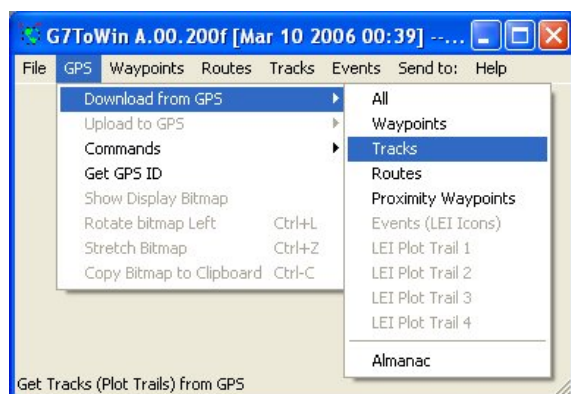 G7ToWin A.00.200f [Mar 10 2006 00:39] --...
File GPS Waypoints Routes Tracks Events Send to: Help
Download from GPS
Upload to GPS
Commands
Get GPS ID
Show Display Bitmap
Rotate bitmap Left Ctrl+L
Stretch Bitmap Ctrl+Z
Copy Bitmap to Clipboard Ctrl-C
All
Waypoints
Tracks
Routes
Proximity Waypoints
Events (LEI Icons)
LEI Plot Trail 1
LEI Plot Trail 2
LEI Plot Trail 3
LEI Plot Trail 4
Almanac
Get Tracks (Plot Trails) from GPS